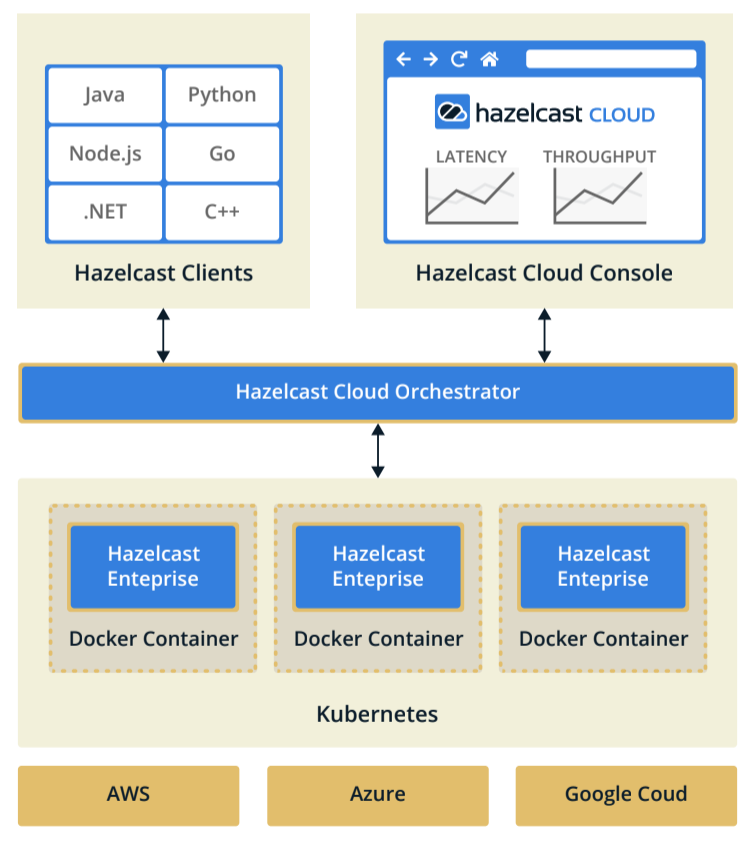 Java
Python
Node.js
Go
.NET
C++
Hazelcast Clients
hazelcast CLOUD
LATENCY
THROUGHPUT
Hazelcast Cloud Console
Hazelcast Cloud Orchestrator
Hazelcast
Enteprise
Docker Container
Hazelcast
Enteprise
Docker Container
Hazelcast
Enteprise
Docker Container
Kubernetes
AWS
Azure
Google Coud